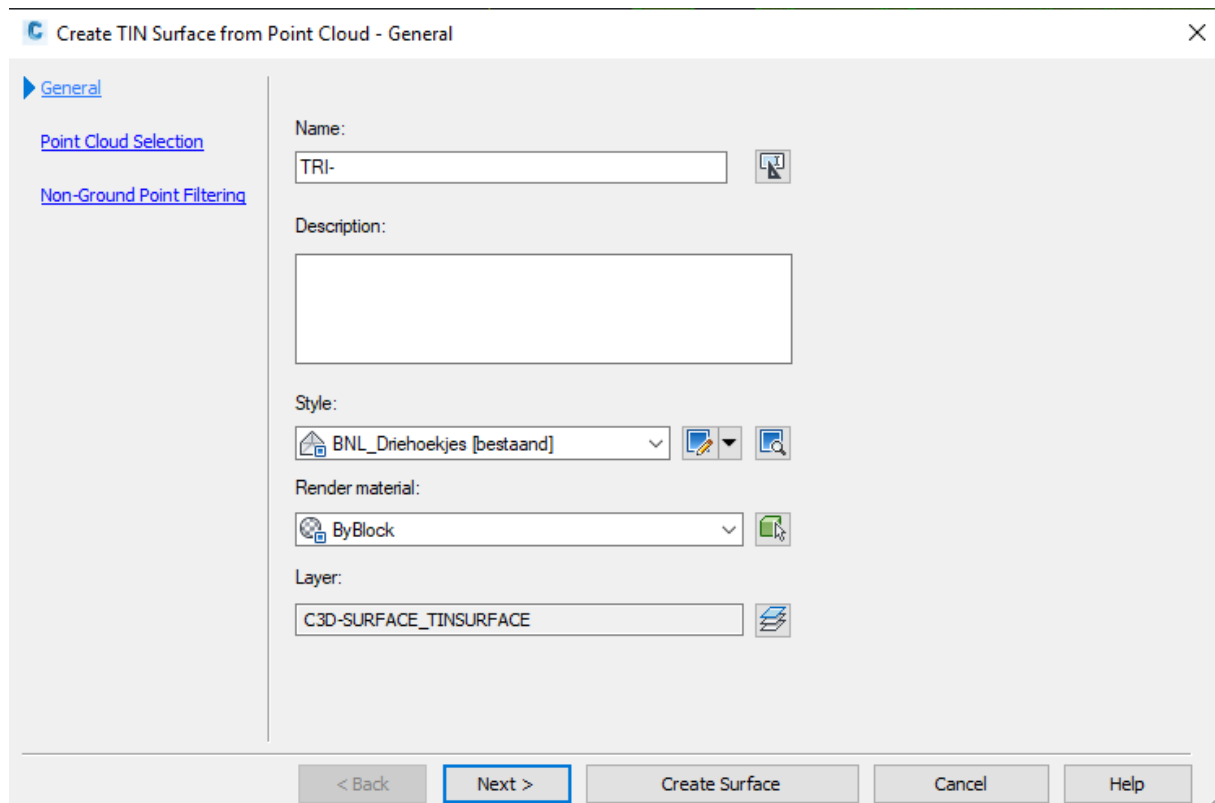 Create TIN Surface from Point Cloud - General
General
Point Cloud Selection
Non-Ground Point Filtering
Name:
TRI-
Description:
Style:
BNL_Driehoekjes [bestaand]
Render material:
ByBlock
Layer:
C3D-SURFACE_TINSURFACE
< Back Next > Create Surface Cancel Help